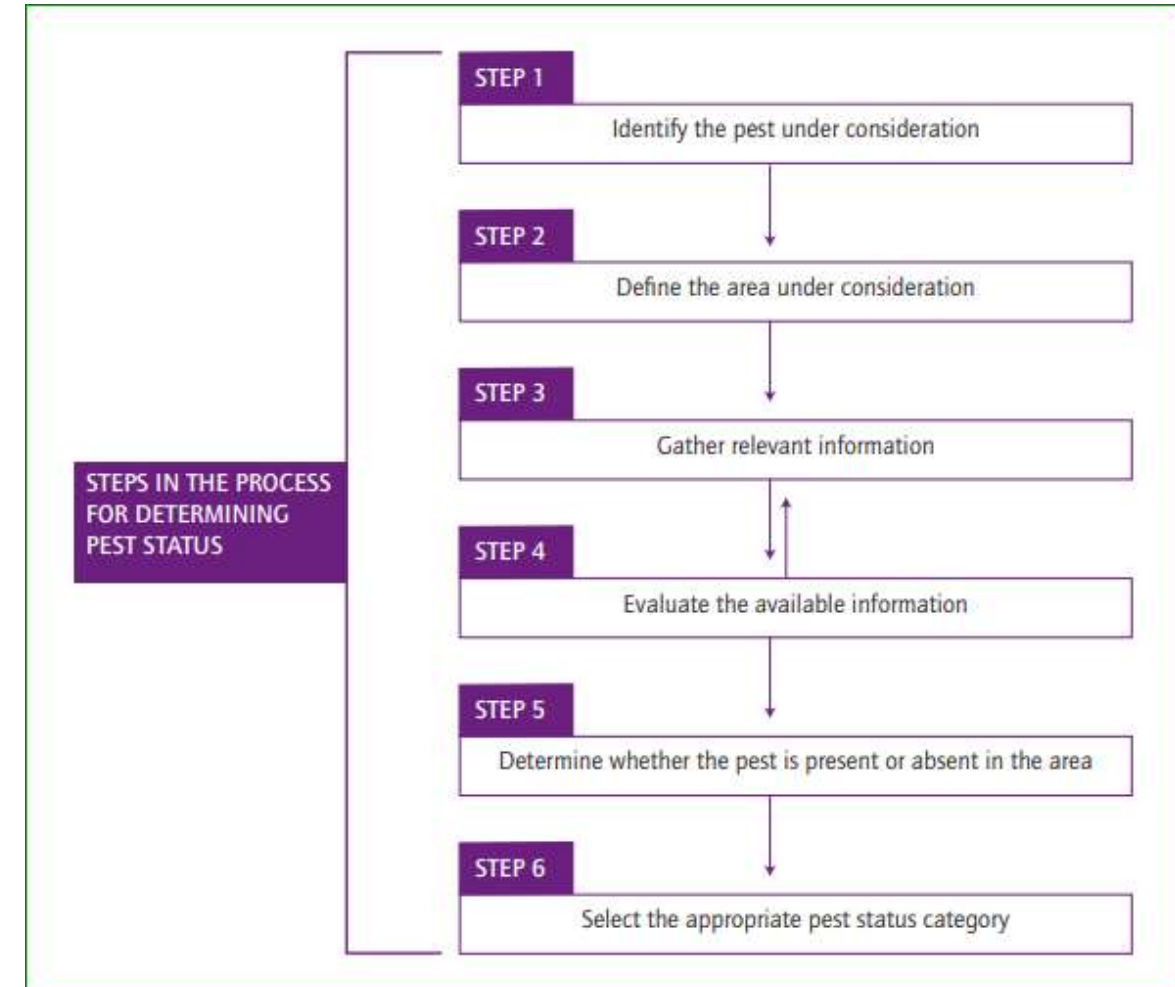 STEP 1
Identify the pest under consideration
STEP 2
Define the area under consideration
STEP 3
Gather relevant information
STEPS IN THE PROCESS
FOR DETERMINING
PEST STATUS
STEP 4
Evaluate the available information
STEP 5
Determine whether the pest is present or absent in the area
STEP 6
Select the appropriate pest status category